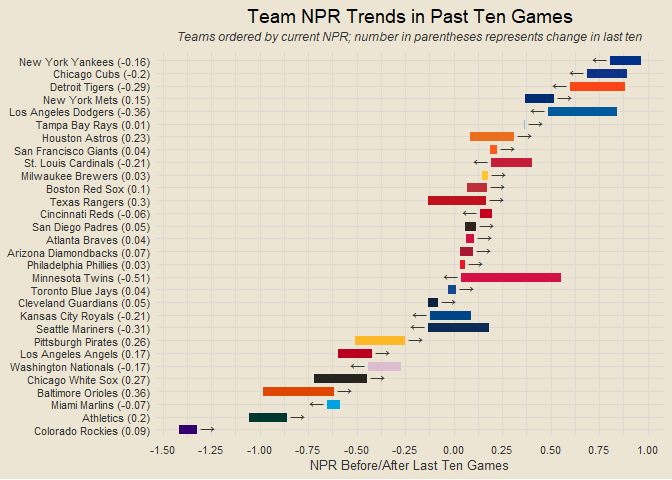 Team NPR Trends in Past Ten Games
Teams ordered by current NPR; number in parentheses represents change in last ten
New York Yankees (-0.16)
Chicago Cubs (-0.2)
Detroit Tigers (-0.29)
New York Mets (0.15)
Los Angeles Dodgers (-0.36)
Tampa Bay Rays (0.01)
Houston Astros (0.23)
San Francisco Giants (0.04)
St. Louis Cardinals (-0.21)
Milwaukee Brewers (0.03)
Boston Red Sox (0.1)
Texas Rangers (0.3)
Cincinnati Reds (-0.06)
San Diego Padres (0.05)
Atlanta Braves (0.04)
Arizona Diamondbacks (0.07)
Philadelphia Phillies (0.03)
Minnesota Twins (-0.51)
Toronto Blue Jays (0.04)
Cleveland Guardians (0.05)
Kansas City Royals (-0.21)
Seattle Mariners (-0.31)
Pittsburgh Pirates (0.26)
Los Angeles Angels (0.17)
Washington Nationals (-0.17)
Chicago White Sox (0.27)
Baltimore Orioles (0.36)
Miami Marlins (-0.07)
Athletics (0.2)
Colorado Rockies (0.09)
-1.50 -1.25 -1.00 -0.75 -0.50 -0.25 0.00 0.25 0.50 0.75 1.00
NPR Before/After Last Ten Games